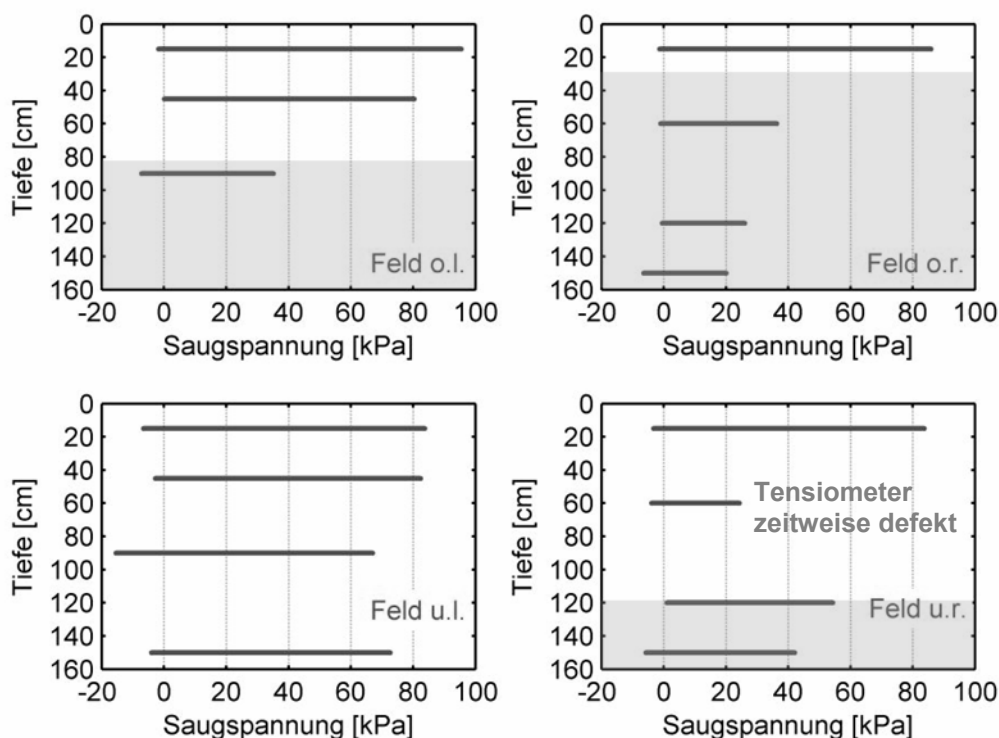 0
20
40
60
80
100
120
140
160
Tiefe [cm]
Feld o.l.
-20 0 20 40 60 80 100
Saugspannung [kPa]
0
20
40
60
80
100
120
140
160
Tiefe [cm]
Feld o.r.
-20 0 20 40 60 80 100
Saugspannung [kPa]
0
20
40
60
80
100
120
140
160
Tiefe [cm]
Feld u.l.
-20 0 20 40 60 80 100
Saugspannung [kPa]
0
20
40
60
80
100
120
140
160
Tiefe [cm]
Tensiometer
zeitweise defekt
Feld u.r.
-20 0 20 40 60 80 100
Saugspannung [kPa]